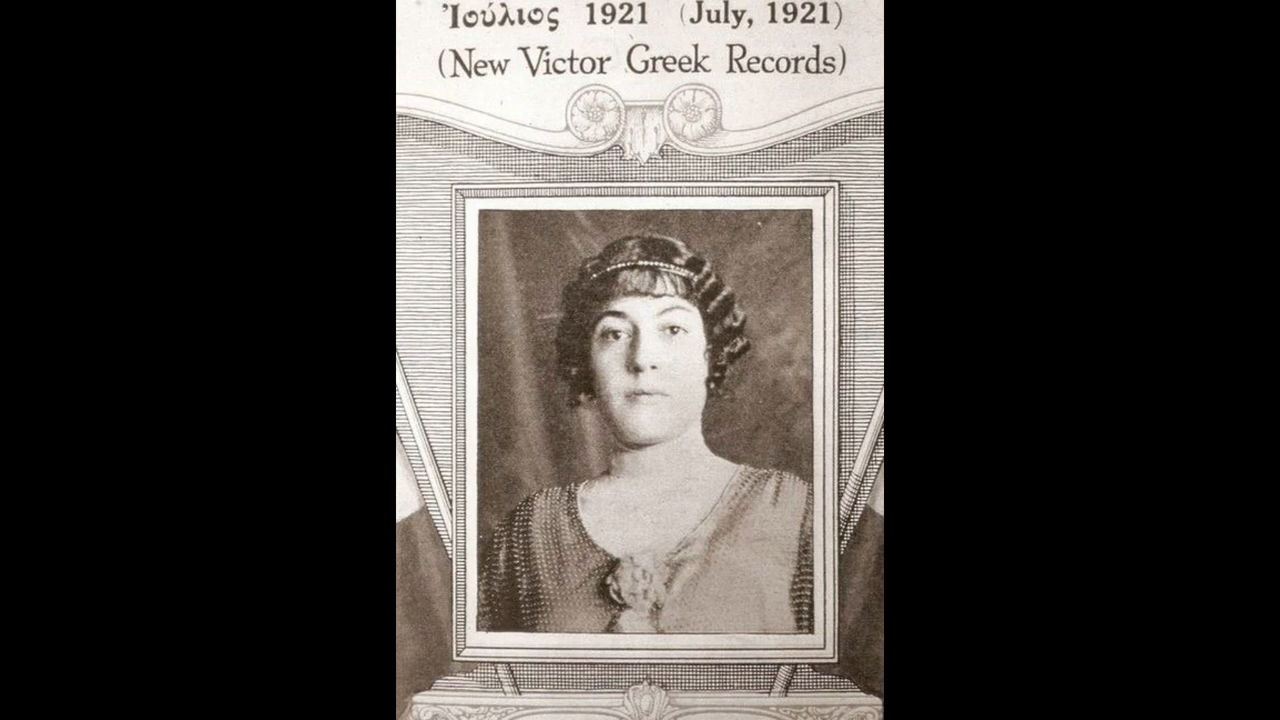 Ἰούλιος 1921 (July, 1921)
(New Victor Greek Records)